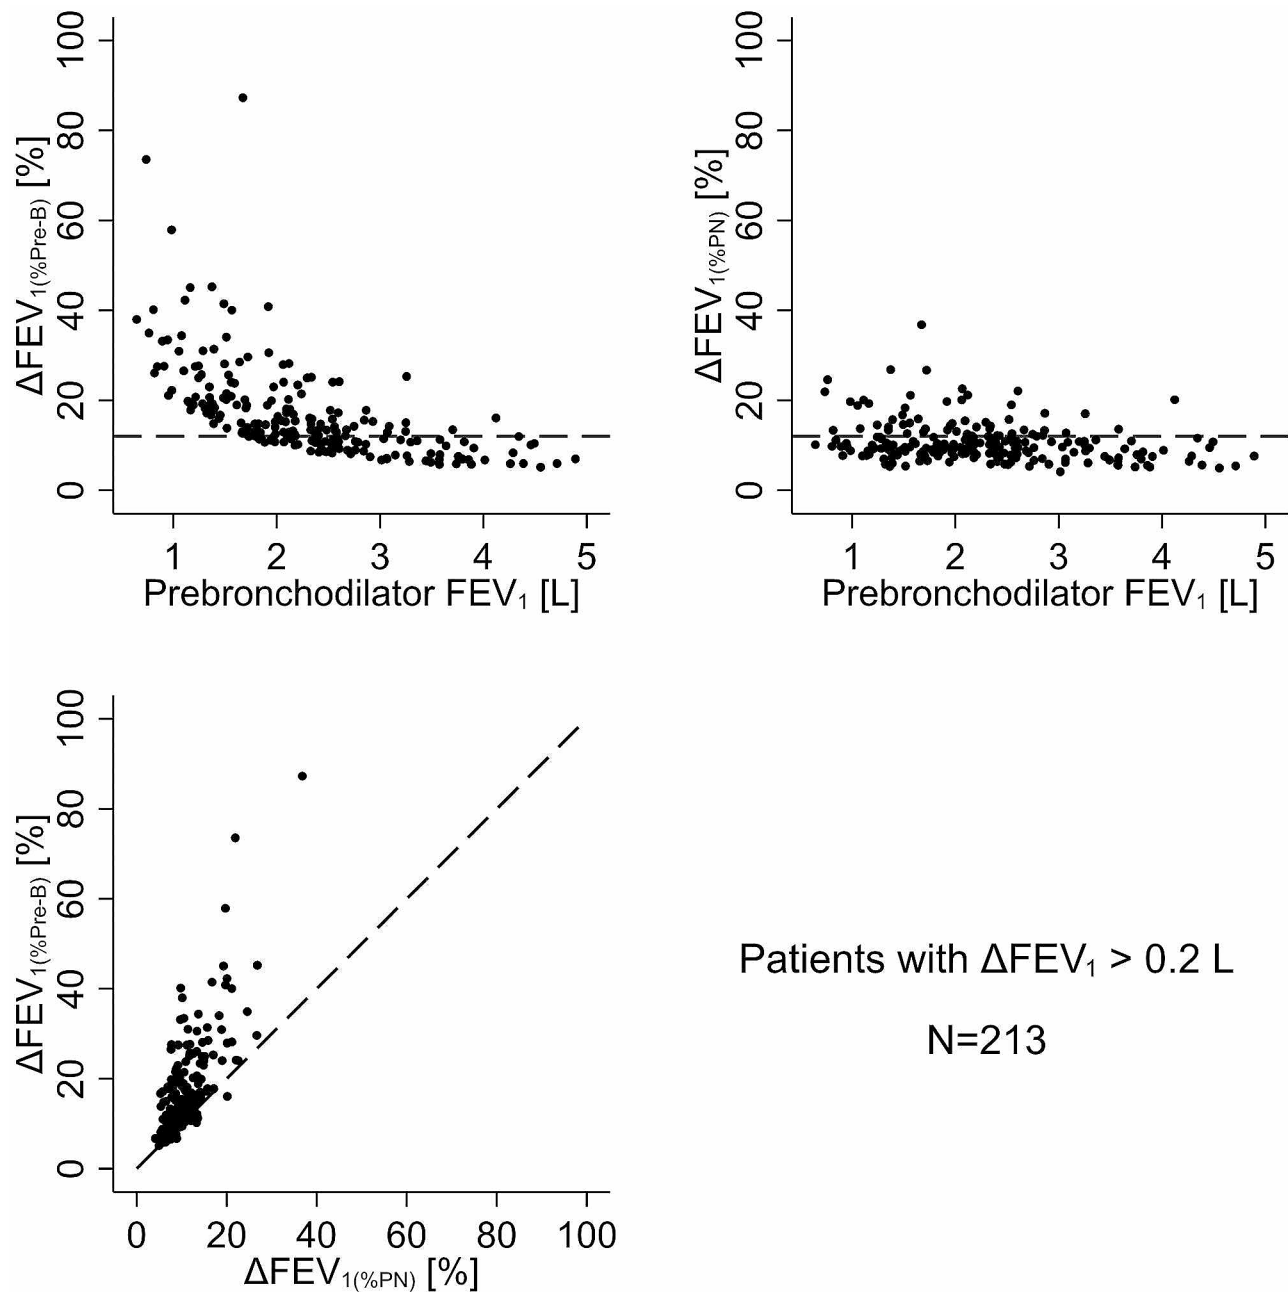 100
80
60
40
20
0
ΔFEV1(%Pre-B) [%]
1 2 3 4 5
Prebronchodilator FEV1 [L]
100
80
60
40
20
0
ΔFEV1(%PN) [%]
1 2 3 4 5
Prebronchodilator FEV1 [L]
100
80
60
40
20
0
ΔFEV1(%Pre-B) [%]
0 20 40 60 80 100
ΔFEV1(%PN) [%]
Patients with ΔFEV1 > 0.2 L
N=213